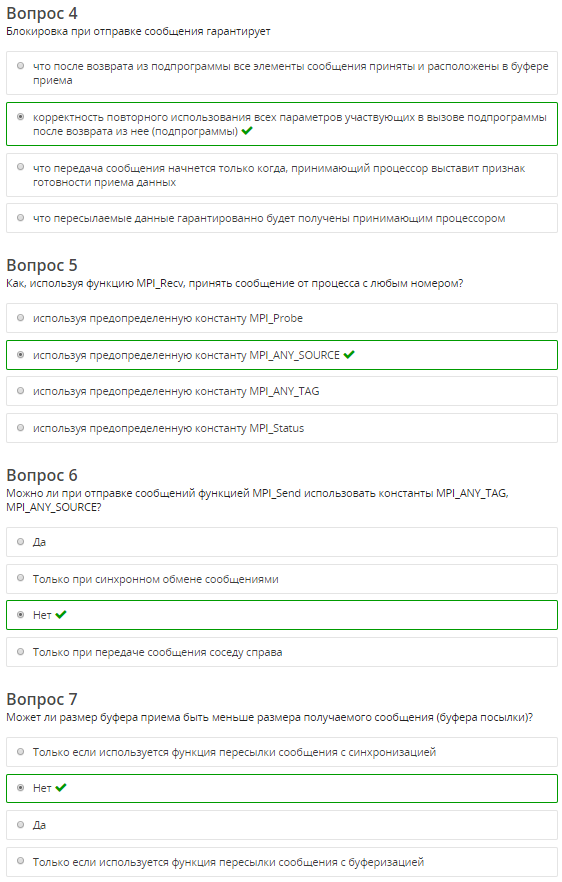 Вопрос 4
Блокировка при отправке сообщения гарантирует
что после возврата из подпрограммы все элементы сообщения приняты и расположены в буфере
приема
корректность повторного использования всех параметров участвующих в вызове подпрограммы
после возврата из нее (подпрограммы)
что передача сообщения начнется только когда, принимающий процессор выставит признак
готовности приема данных
что пересылаемые данные гарантированно будет получены принимающим процессором
Вопрос 5
Как, используя функцию MPI_Recv, принять сообщение от процесса с любым номером?
используя предопределенную константу MPI_Probe
используя предопределенную константу MPI_ANY_SOURCE
используя предопределенную константу MPI_ANY_TAG
используя предопределенную константу MPI_Status
Вопрос 6
Можно ли при отправке сообщений функцией MPI_Send использовать константы MPI_ANY_TAG,
MPI_ANY_SOURCE?
Да
Только при синхронном обмене сообщениями
Нет
Только при передаче сообщения соседу справа
Вопрос 7
Может ли размер буфера приема быть меньше размера получаемого сообщения (буфера посылки)?
Только если используется функция пересылки сообщения с синхронизацией
Нет
Да
Только если используется функция пересылки сообщения с буферизацией